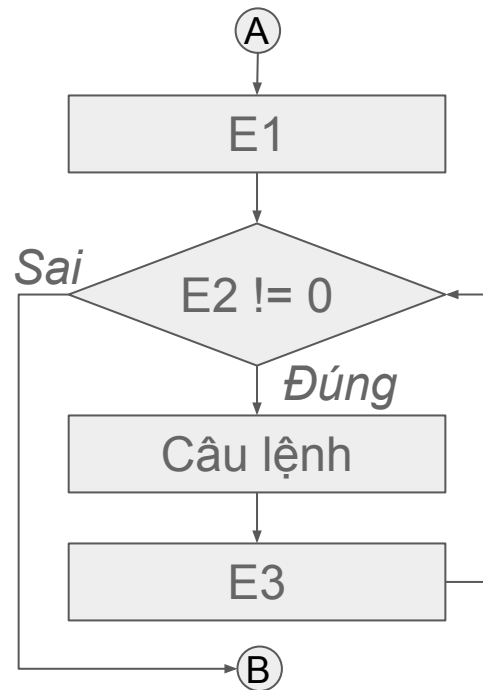 A
E1
Sai
E2 != 0
Đúng
Câu lệnh
E3
B